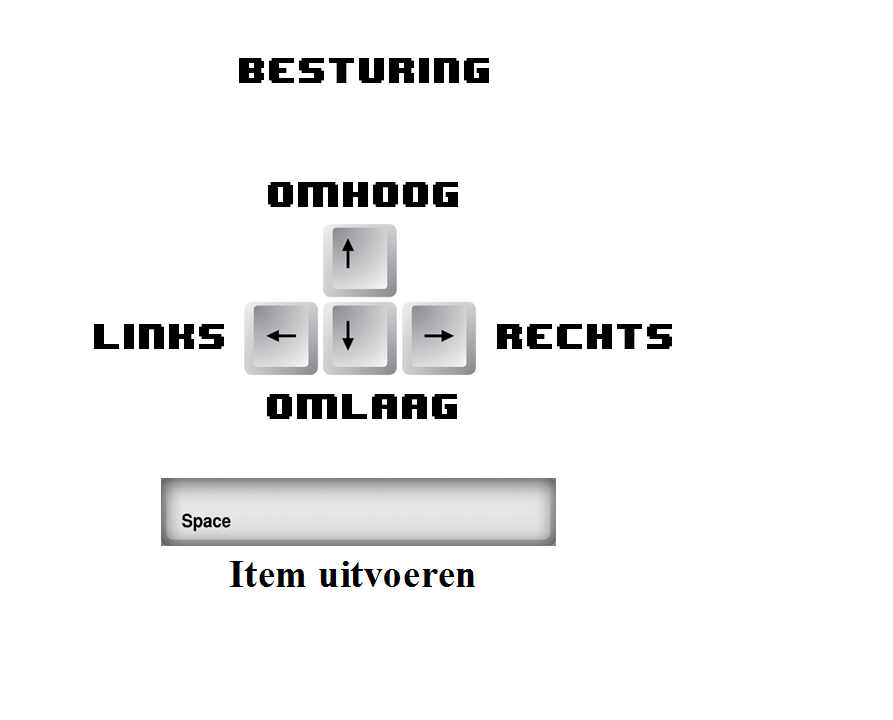 BESTURING
OMHOOG
LINKS
RECHTS
OMLAAG
Space
Item uitvoeren